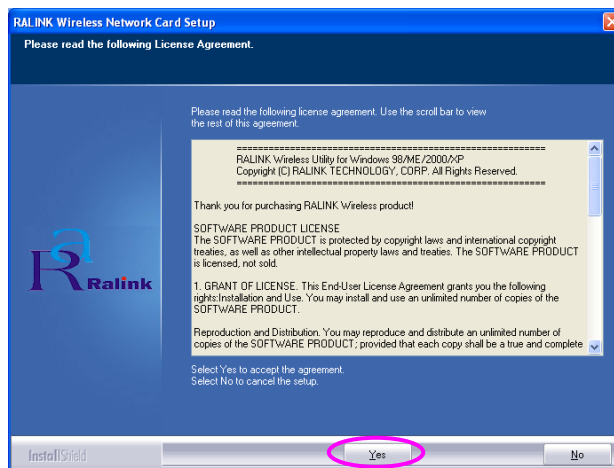 RALINK Wireless Network Card Setup
Please read the following License Agreement.
Please read the following license agreement. Use the scroll bar to view
the rest of this agreement.
============================================================
RALINK Wireless Utility for Windows 98/ME/2000/XP
Copyright (C) RALINK TECHNOLOGY, CORP. All Rights Reserved.
============================================================
Thank you for purchasing RALINK Wireless product!
SOFTWARE PRODUCT LICENSE
The SOFTWARE PRODUCT is protected by copyright laws and international copyright
treaties, as well as other intellectual property laws and treaties. The SOFTWARE PRODUCT
is licensed, not sold.
1. GRANT OF LICENSE. This End-User License Agreement grants you the following
rights:Installation and Use. You may install and use an unlimited number of copies of the
SOFTWARE PRODUCT.
Reproduction and Distribution. You may reproduce and distribute an unlimited number of
copies of the SOFTWARE PRODUCT; provided that each copy shall be a true and complete
Ralink
Select Yes to accept the agreement.
Select No to cancel the setup.
InstallShield
Yes
No